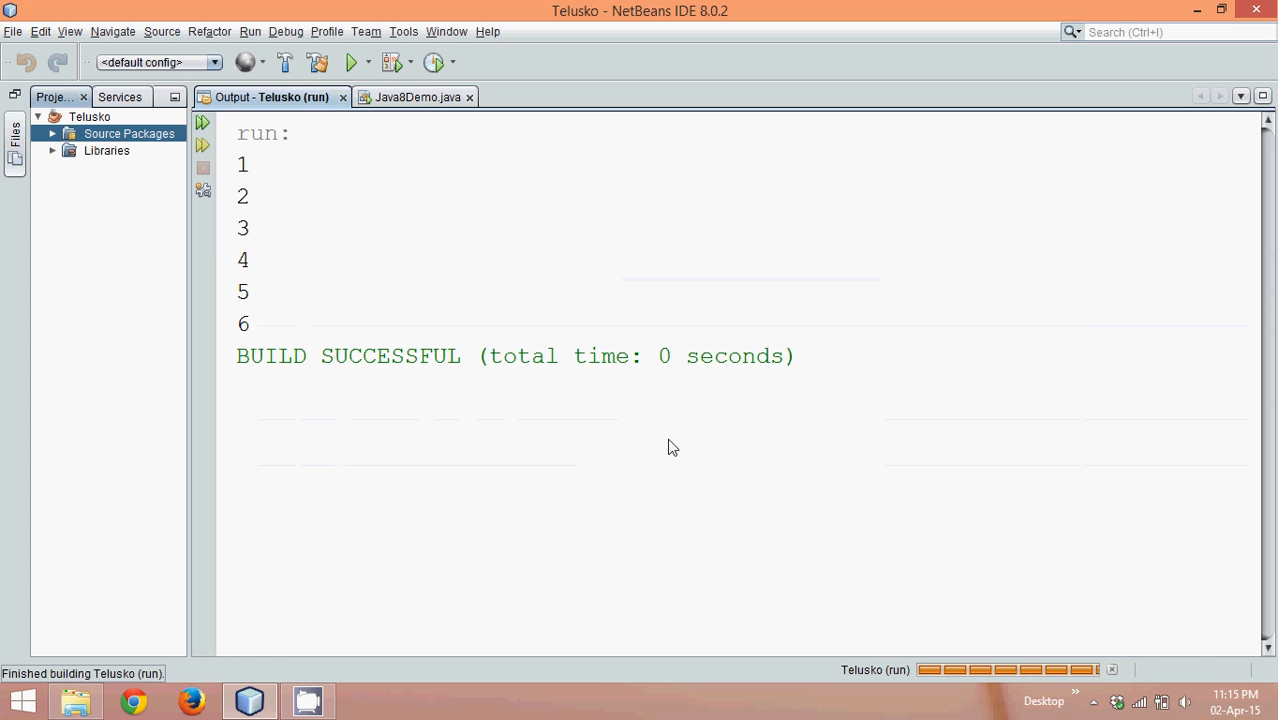 Telusko - NetBeans IDE 8.0.2
File Edit View Navigate Source Refactor Run Debug Profile Team Tools Window Help
Search (Ctrl+I)
<default config>
Proje... Services
Output - Telusko (run) Java8Demo.java
Files
Telusko
Source Packages
Libraries
run:
1
2
3
4
5
6
BUILD SUCCESSFUL (total time: 0 seconds)
Finished building Telusko (run).
Telusko (run)
Desktop
11:15 PM
02-Apr-15